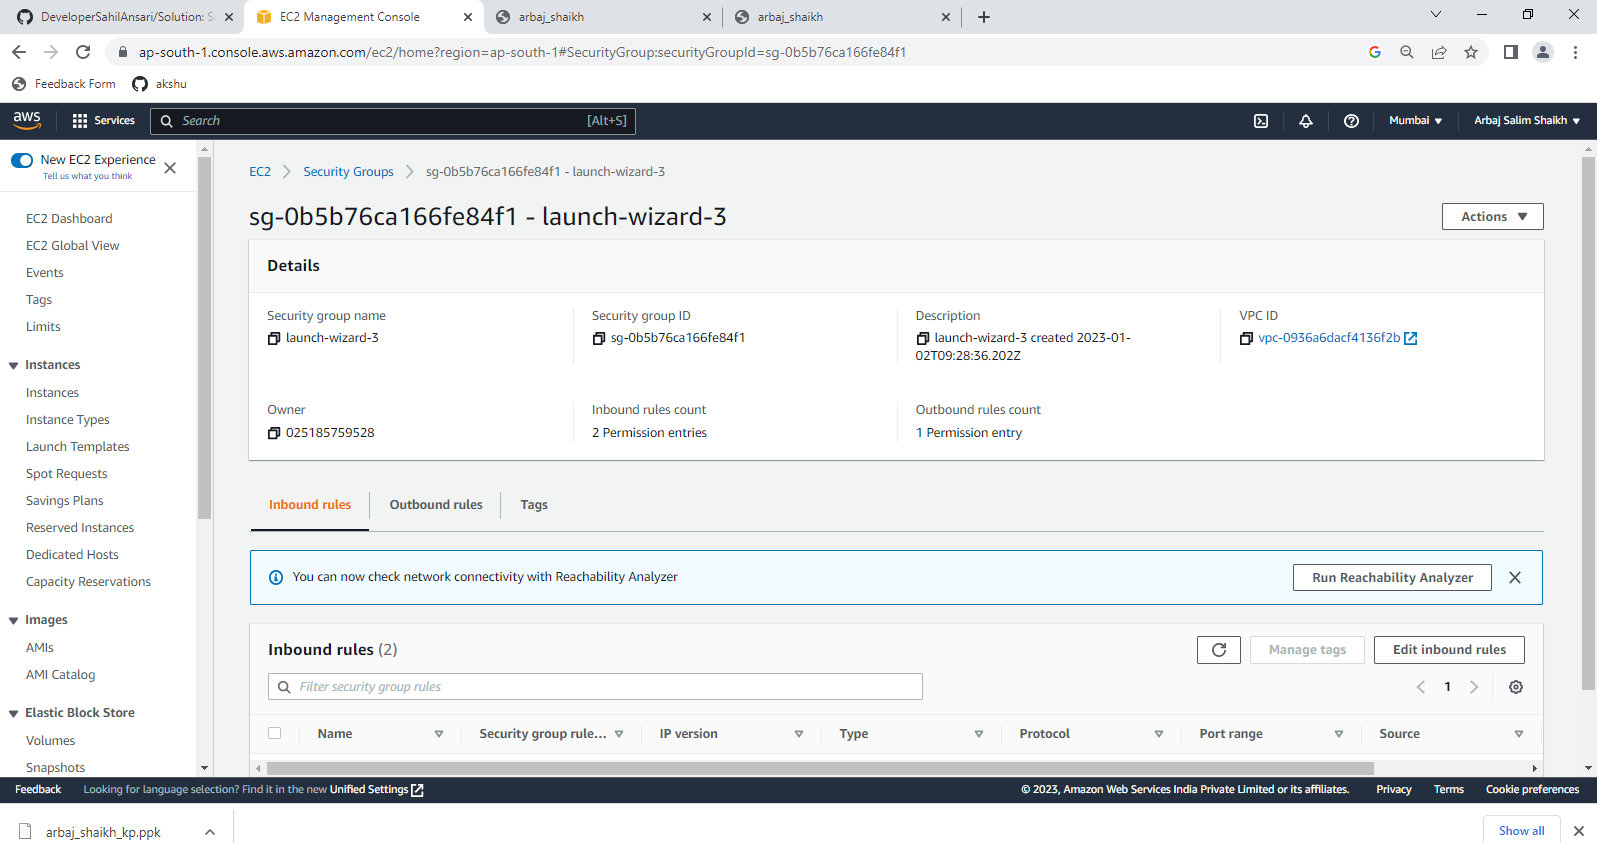 DeveloperSahilAnsari/Solution: S
EC2 Management Console
arbaj_shaikh
arbaj_shaikh
ap-south-1.console.aws.amazon.com/ec2/home?region=ap-south-1#SecurityGroup:securityGroupId=sg-0b5b76ca166fe84f1
Feedback Form
akshu
aws
Services
Search
[Alt+S]
Mumbai
Arbaj Salim Shaikh
New EC2 Experience
Tell us what you think
EC2 Dashboard
EC2 Global View
Events
Tags
Limits
Instances
Instances
Instance Types
Launch Templates
Spot Requests
Savings Plans
Reserved Instances
Dedicated Hosts
Capacity Reservations
Images
AMIs
AMI Catalog
Elastic Block Store
Volumes
Snapshots
EC2
Security Groups
sg-0b5b76ca166fe84f1 - launch-wizard-3
sg-0b5b76ca166fe84f1 - launch-wizard-3
Actions
Details
Security group name
launch-wizard-3
Security group ID
sg-0b5b76ca166fe84f1
Description
launch-wizard-3 created 2023-01-
02T09:28:36.202Z
VPC ID
vpc-0936a6dacf4136f2b
Owner
025185759528
Inbound rules count
2 Permission entries
Outbound rules count
1 Permission entry
Inbound rules
Outbound rules
Tags
You can now check network connectivity with Reachability Analyzer
Run Reachability Analyzer
Inbound rules (2)
Manage tags
Edit inbound rules
Filter security group rules
1
Name
Security group rule...
IP version
Type
Protocol
Port range
Source
Feedback
Looking for language selection? Find it in the new Unified Settings
© 2023, Amazon Web Services India Private Limited or its affiliates.
Privacy
Terms
Cookie preferences
arbaj_shaikh_kp.ppk
Show all